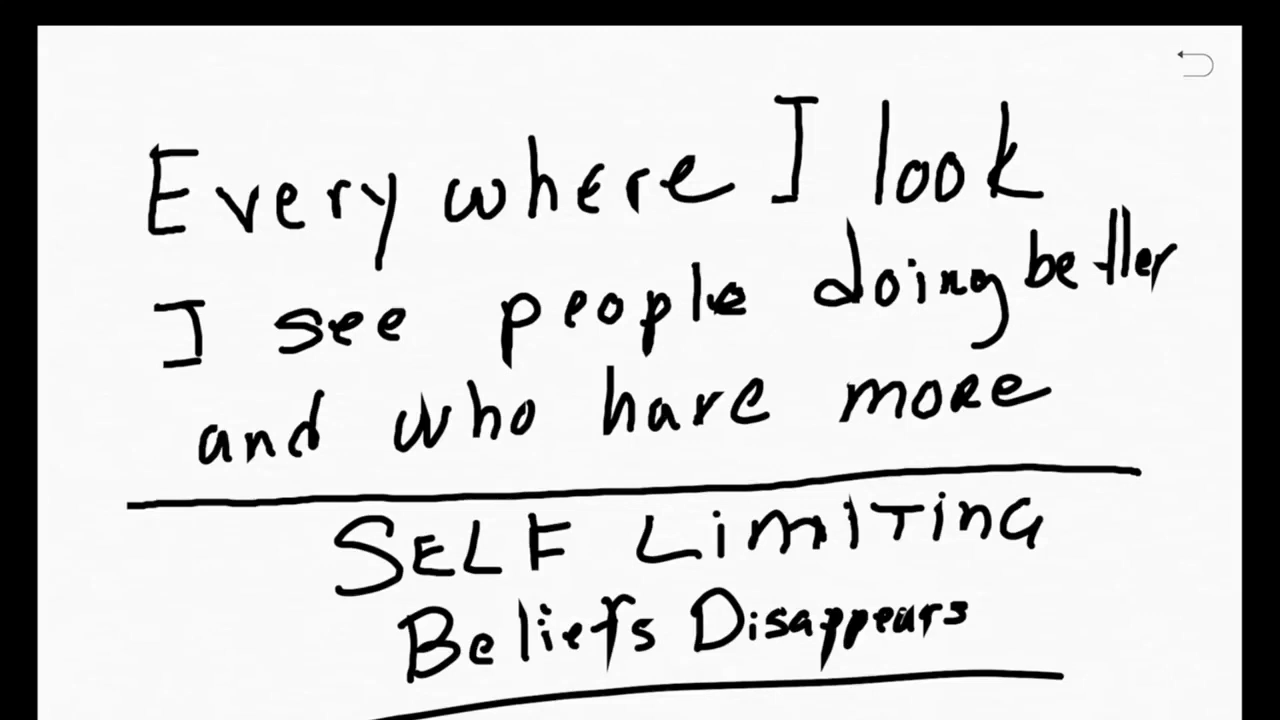 Every where I look
I see people doing better
and who have more
SELF LIMITING
Beliefs Disappears